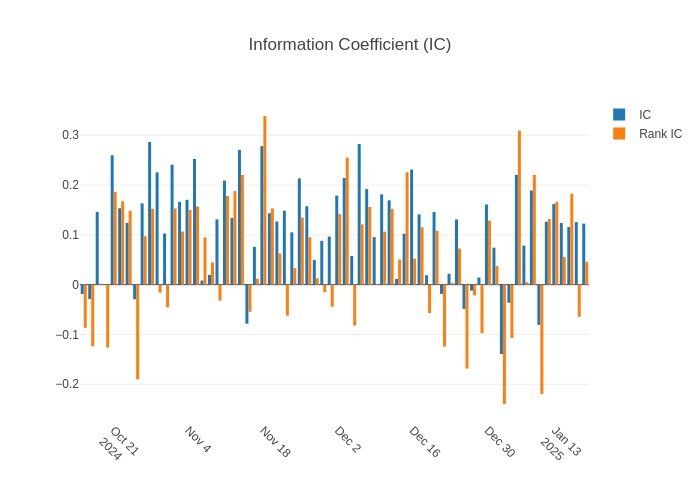 Information Coefficient (IC)
IC
Rank IC
0.3
0.2
0.1
0
−0.1
−0.2
Oct 21
2024
Nov 4
Nov 18
Dec 2
Dec 16
Dec 30
Jan 13
2025